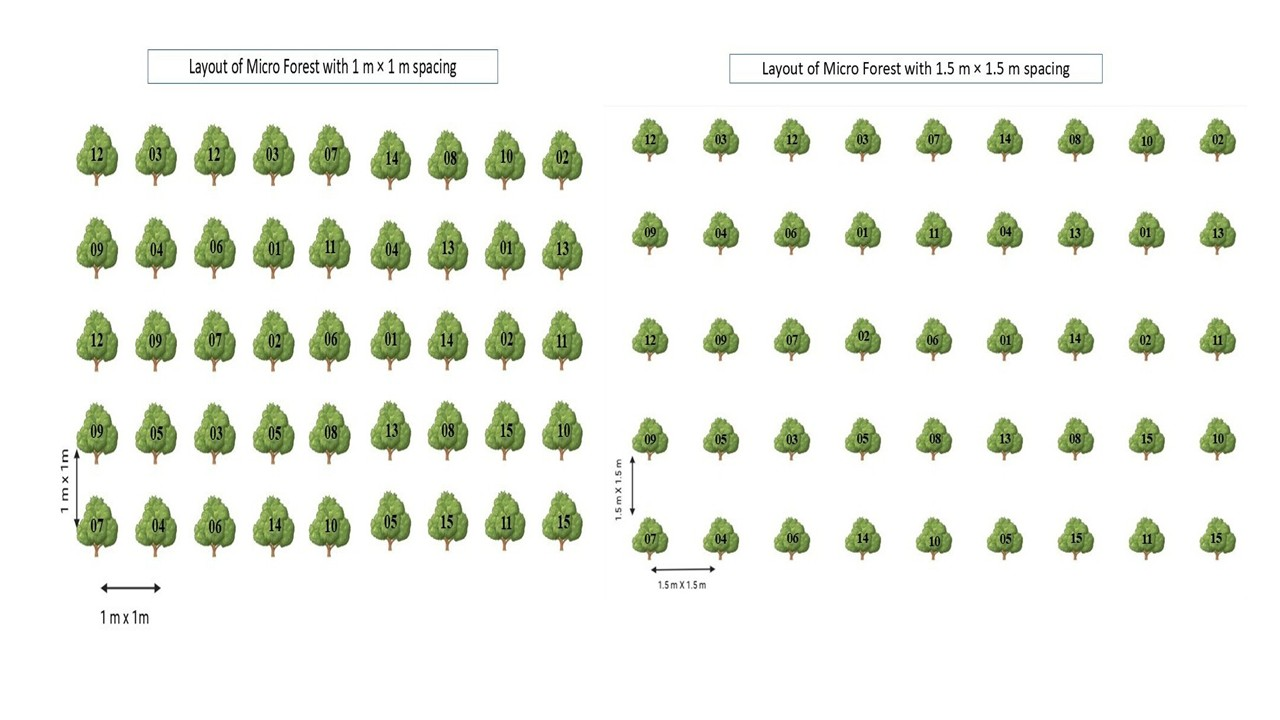 Layout of Micro Forest with 1 m × 1 m spacing
12 03 12 03 07 14 08 10 02
09 04 06 01 11 04 13 01 13
12 09 07 02 06 01 14 02 11
09 05 03 05 08 13 08 15 10
1 m x 1m
07 04 06 14 10 05 15 11 15
1 m x 1m
Layout of Micro Forest with 1.5 m × 1.5 m spacing
12 03 12 03 07 14 08 10 02
09 04 06 01 11 04 13 01 13
12 09 07 02 06 01 14 02 11
09 05 03 05 08 13 08 15 10
1.5 m X 1.5 m
07 04 06 14 10 05 15 11 15
1.5 m X 1.5 m